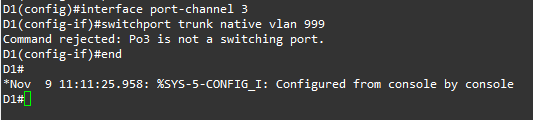 D1(config)#interface port-channel 3
D1(config-if)#switchport trunk native vlan 999
Command rejected: Po3 is not a switching port.
D1(config-if)#end
D1#
*Nov  9 11:11:25.958: %SYS-5-CONFIG_I: Configured from console by console
D1#